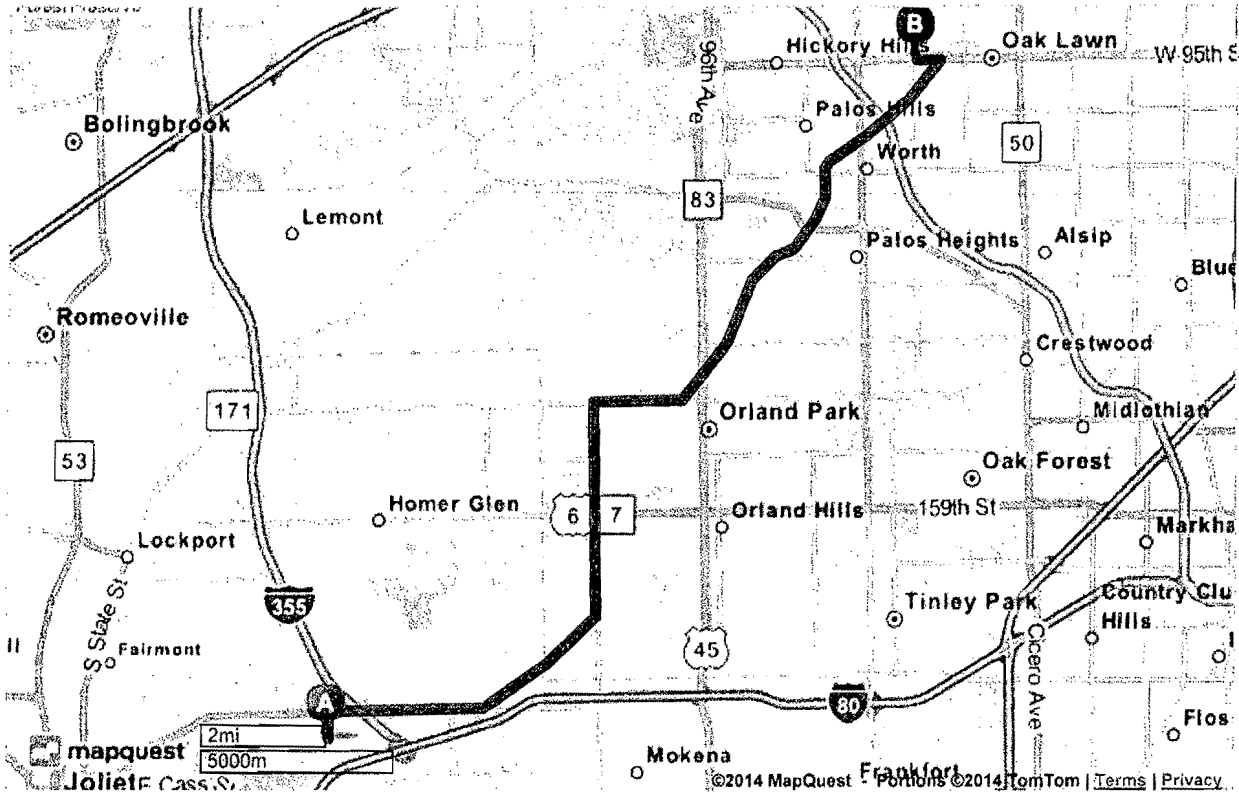 B
Hickory Hills
Oak Lawn
W 95th S
96th Ave
Bolingbrook
Palos Hills
50
Worth
83
Lemont
Palos Heights
Alsip
Blue
Romeoville
Crestwood
171
Orland Park
Midlothian
53
Oak Forest
Homer Glen
6
7
Orland Hills
159th St
Markha
Lockport
355
Tinley Park
Country Clu
Hills
S State St
ll
Fairmont
45
Cicero Ave
A
80
Flos
2mi
mapquest
5000m
Mokena
Frankfort
Joliet
E Cass St
©2014 MapQuest - Portions ©2014 TomTom | Terms | Privacy